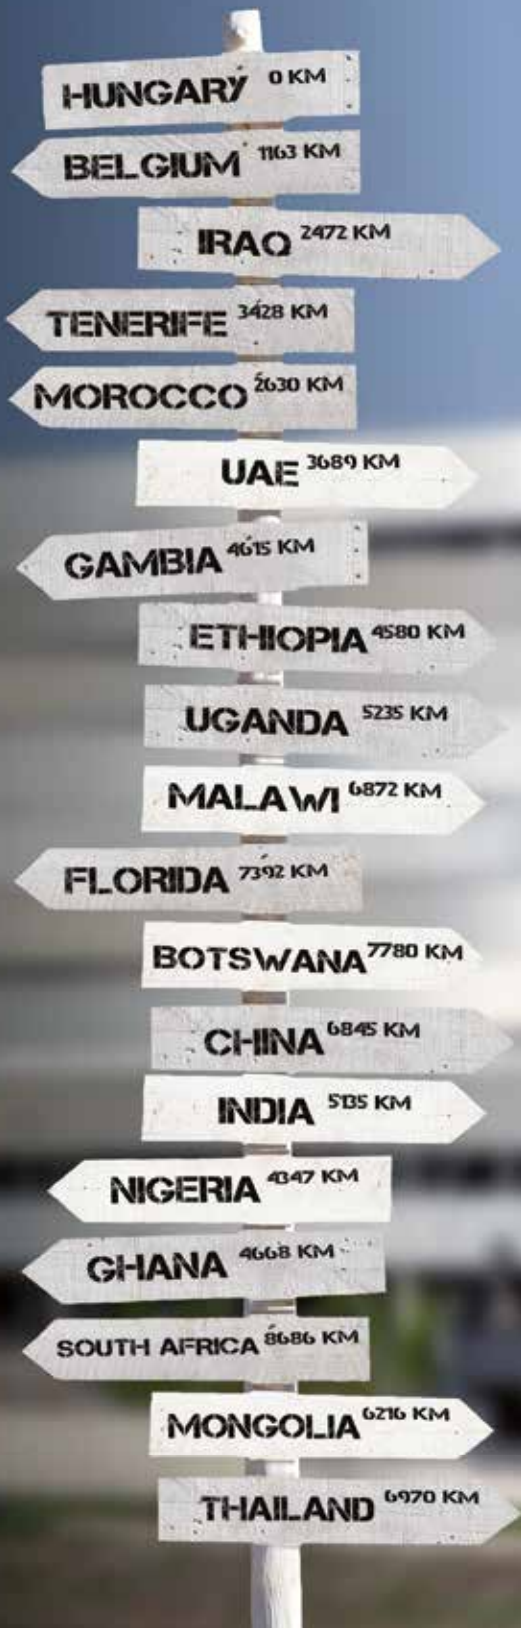 HUNGARY 0 KM
BELGIUM 1163 KM
IRAQ 2472 KM
TENERIFE 3428 KM
MOROCCO 2630 KM
UAE 3689 KM
GAMBIA 4615 KM
ETHIOPIA 4580 KM
UGANDA 5235 KM
MALAWI 6872 KM
FLORIDA 7392 KM
BOTSWANA 7780 KM
CHINA 6845 KM
INDIA 5135 KM
NIGERIA 4347 KM
GHANA 4668 KM
SOUTH AFRICA 8686 KM
MONGOLIA 6216 KM
THAILAND 6970 KM